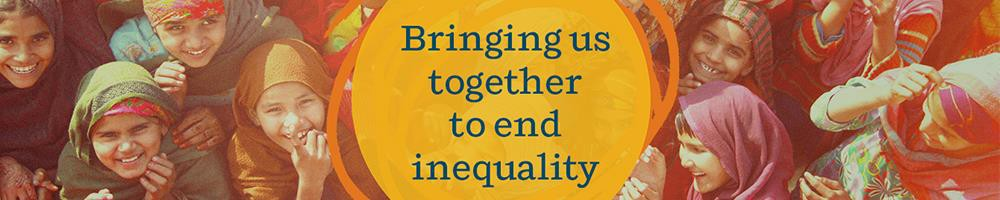 Bringing us
together
to end
inequality